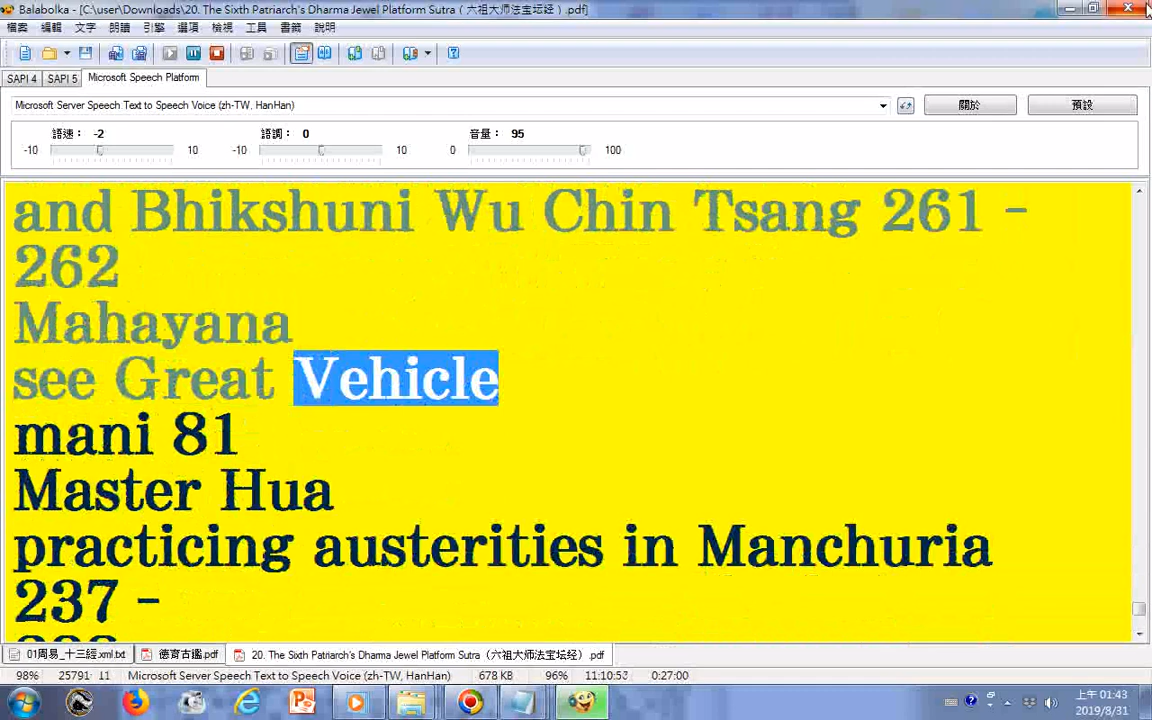 Balabolka - [C:\user\Downloads\20. The Sixth Patriarch's Dharma Jewel Platform Sutra（六祖大师法宝坛经）.pdf]
檔案 編輯 文字 朗讀 引擎 選項 檢視 工具 書籤 說明
SAPI 4 SAPI 5 Microsoft Speech Platform
Microsoft Server Speech Text to Speech Voice (zh-TW, HanHan) 關於 預設
語速： -2 語調： 0 音量： 95
-10 10 -10 10 0 100
and Bhikshuni Wu Chin Tsang 261 -
262
Mahayana
see Great Vehicle
mani 81
Master Hua
practicing austerities in Manchuria
237 -
01周易_十三經.xml.txt 德育古鑑.pdf 20. The Sixth Patriarch's Dharma Jewel Platform Sutra（六祖大师法宝坛经）.pdf
98% 25791 11 Microsoft Server Speech Text to Speech Voice (zh-TW, HanHan) 678 KB 96% 11:10:53 0:27:00
上午 01:43
2019/8/31